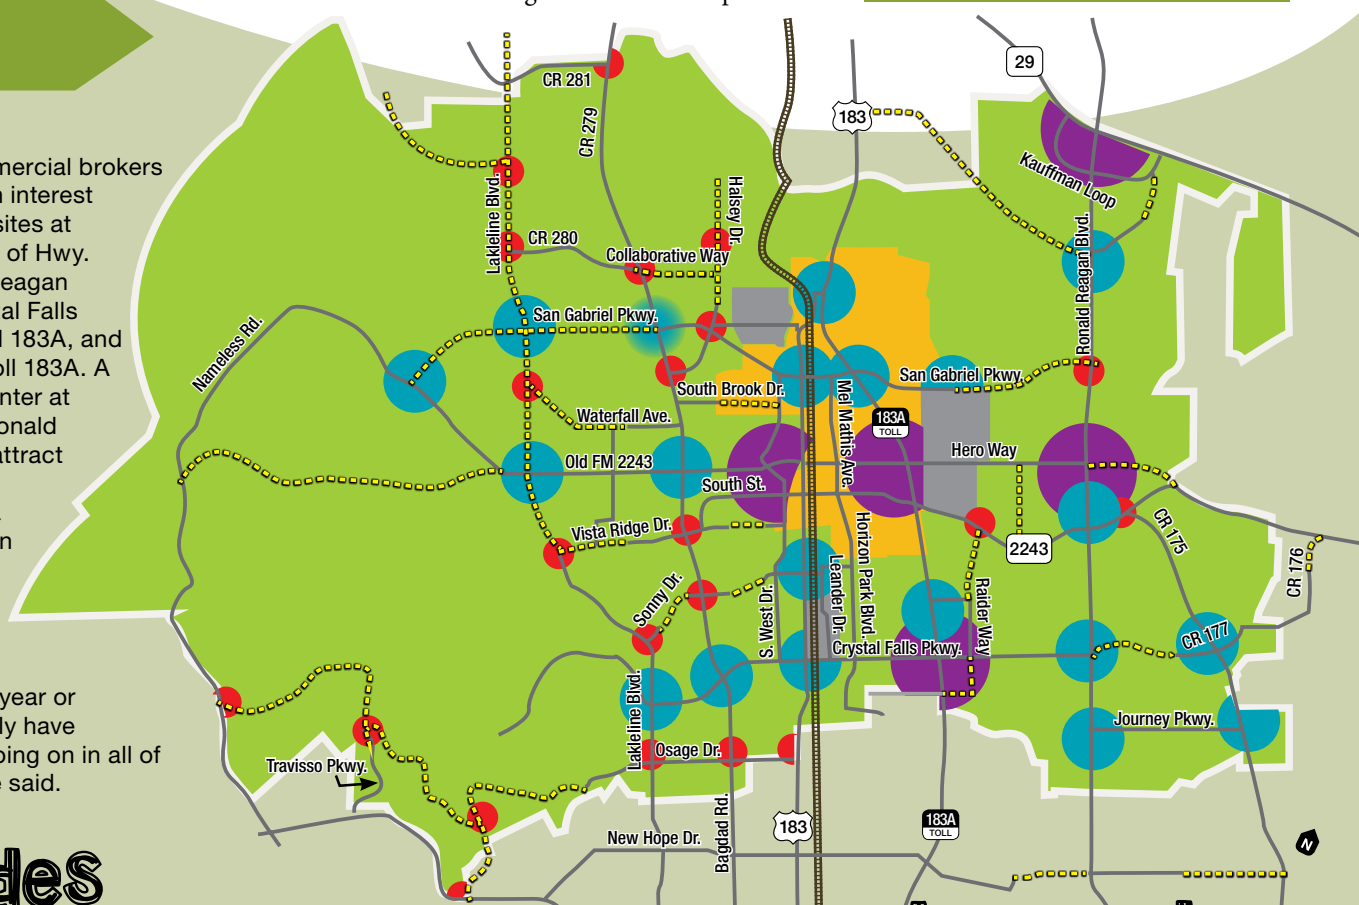 mercial brokers
n interest
sites at
of Hwy.
eagan
al Falls
183A, and
oll 183A. A
nter at
onald
attract
n
year or
ly have
ping on in all of
e said.
des
CR 281
CR 279
29
183
Kauffman Loop
Lakleline Blvd.
CR 280
Halsey Dr.
Collaborative Way
Ronald Reagan Blvd.
San Gabriel Pkwy.
Nameless Rd.
South Brook Dr.
San Gabriel Pkwy.
Mel Mathis Ave.
183A
TOLL
Waterfall Ave.
Old FM 2243
Hero Way
South St.
Vista Ridge Dr.
Horizon Park Blvd.
2243
CR 175
CR 176
Leander Dr.
Raider Way
Sonny Dr.
S. West Dr.
CR 177
Crystal Falls Pkwy.
Lakleline Blvd.
Journey Pkwy.
Osage Dr.
Travisso Pkwy.
Bagdad Rd.
183
183A
TOLL
New Hope Dr.
N